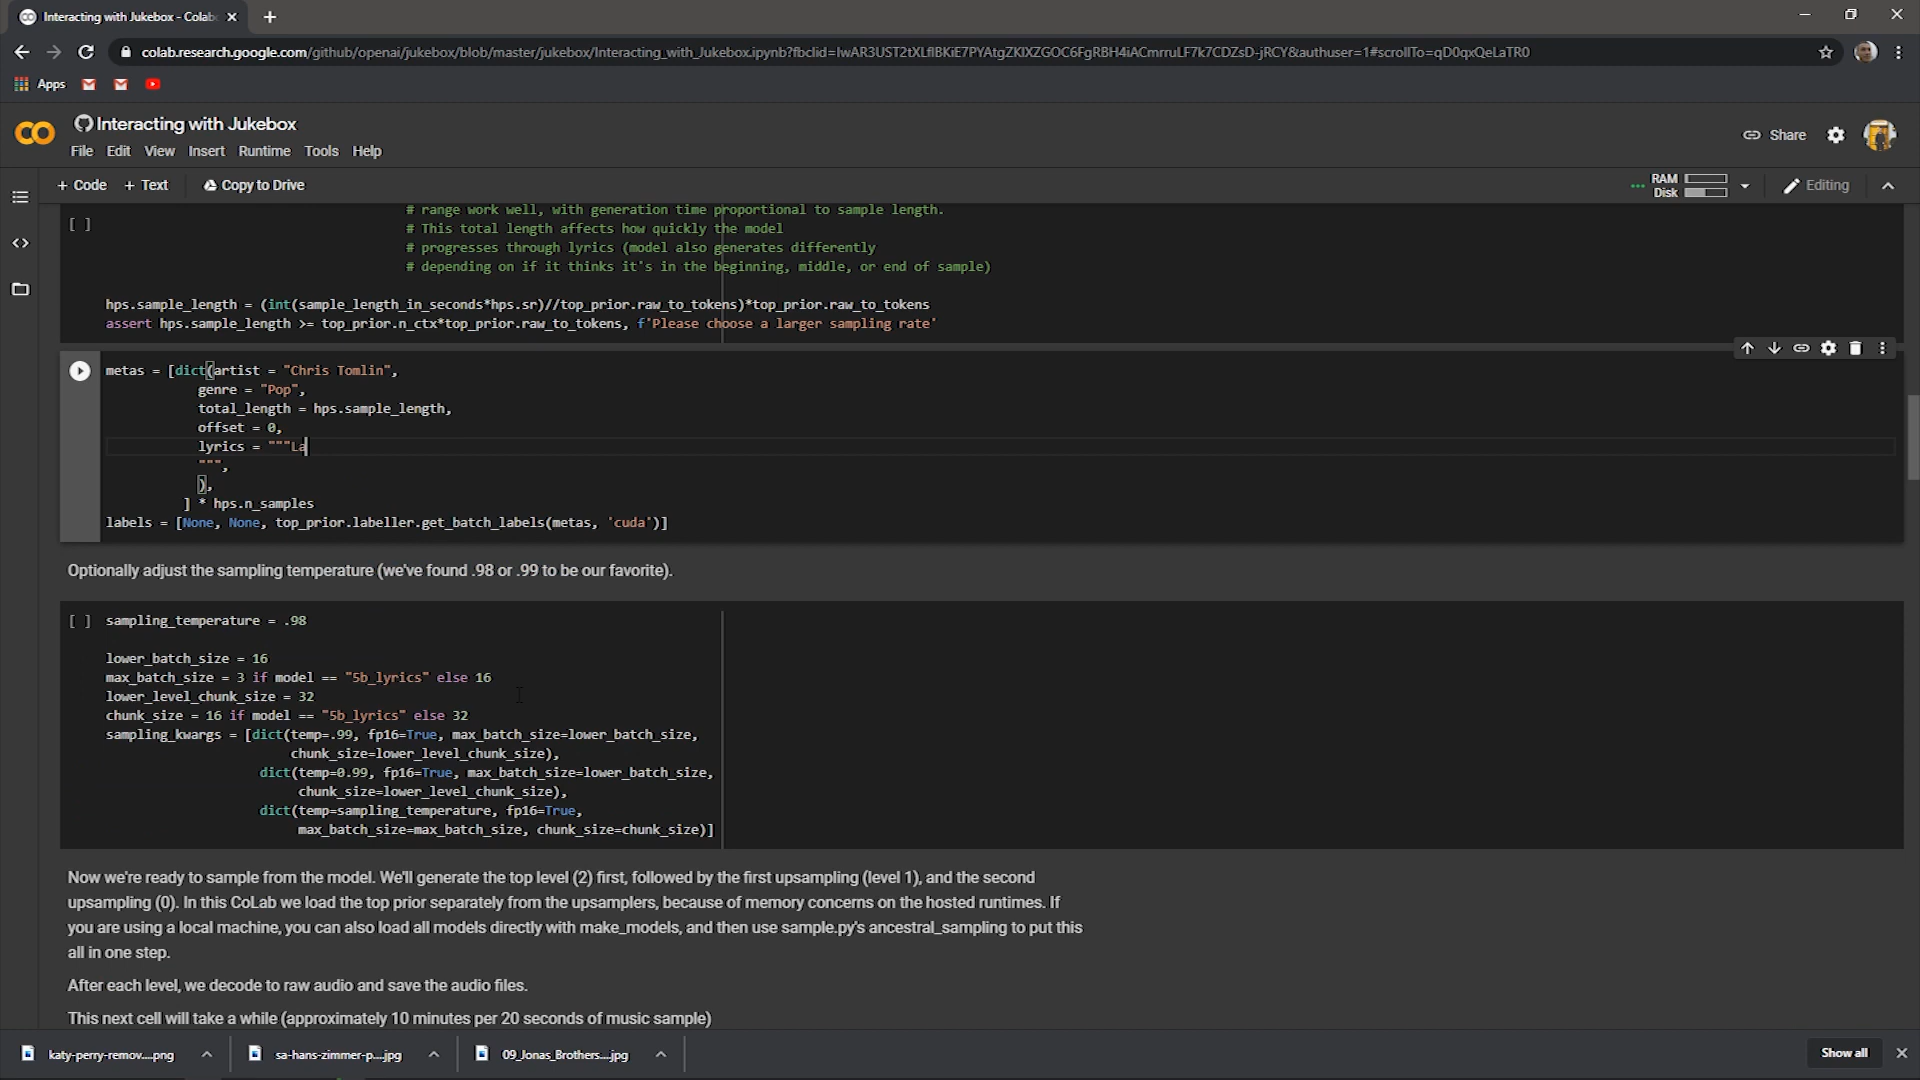 Interacting with Jukebox - Colab
colab.research.google.com/github/openai/jukebox/blob/master/jukebox/Interacting_with_Jukebox.ipynb?fbclid=
Apps
CO
Interacting with Jukebox
Share
File Edit View Insert Runtime Tools Help
+ Code + Text Copy to Drive
RAM
Disk
Editing
[ ]
# range work well, with generation time proportional to sample length.
# This total length affects how quickly the model
# progresses through lyrics (model also generates differently
# depending on if it thinks it's in the beginning, middle, or end of sample)
hps.sample_length = (int(sample_length_in_seconds*hps.sr)//top_prior.raw_to_tokens)*top_prior.raw_to_tokens
assert hps.sample_length >= top_prior.n_ctx*top_prior.raw_to_tokens, f'Please choose a larger sampling rate'
metas = [dict(artist = "Chris Tomlin",
genre = "Pop",
total_length = hps.sample_length,
offset = 0,
lyrics = """La
""",
),
] * hps.n_samples
labels = [None, None, top_prior.labeller.get_batch_labels(metas, 'cuda')]
Optionally adjust the sampling temperature (we've found .98 or .99 to be our favorite).
[ ] sampling_temperature = .98
lower_batch_size = 16
max_batch_size = 3 if model == "5b_lyrics" else 16
lower_level_chunk_size = 32
chunk_size = 16 if model == "5b_lyrics" else 32
sampling_kwargs = [dict(temp=.99, fp16=True, max_batch_size=lower_batch_size,
chunk_size=lower_level_chunk_size),
dict(temp=0.99, fp16=True, max_batch_size=lower_batch_size,
chunk_size=lower_level_chunk_size),
dict(temp=sampling_temperature, fp16=True,
max_batch_size=max_batch_size, chunk_size=chunk_size)]
Now we're ready to sample from the model. We'll generate the top level (2) first, followed by the first upsampling (level 1), and the second
upsampling (0). In this CoLab we load the top prior separately from the upsamplers, because of memory concerns on the hosted runtimes. If
you are using a local machine, you can also load all models directly with make_models, and then use sample.py's ancestral_sampling to put this
all in one step.
After each level, we decode to raw audio and save the audio files.
This next cell will take a while (approximately 10 minutes per 20 seconds of music sample)
katy-perry-remov....png
sa-hans-zimmer-p....jpg
09_Jonas_Brothers....jpg
Show all